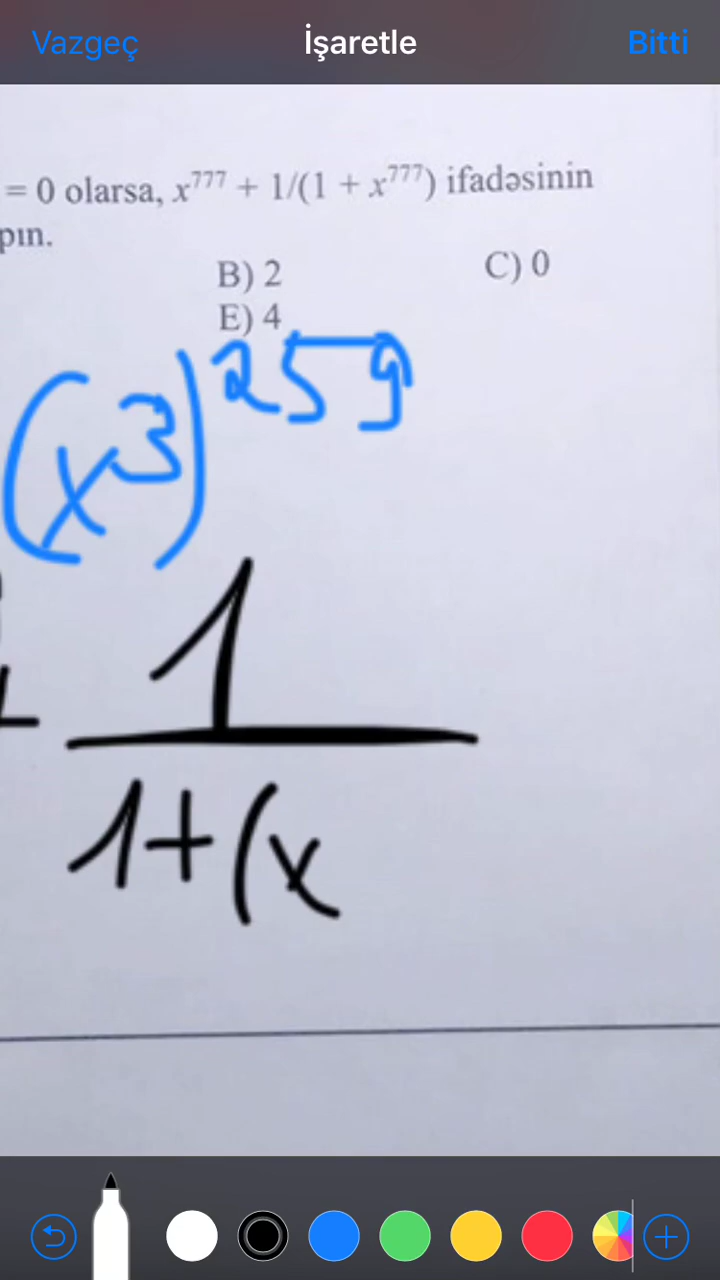 Vazgeç İşaretle Bitti
= 0 olarsa, x⁷⁷⁷ + 1/(1 + x⁷⁷⁷) ifadəsinin
pın.
B) 2 C) 0
E) 4
(x³)²⁵⁹
1
1+(x